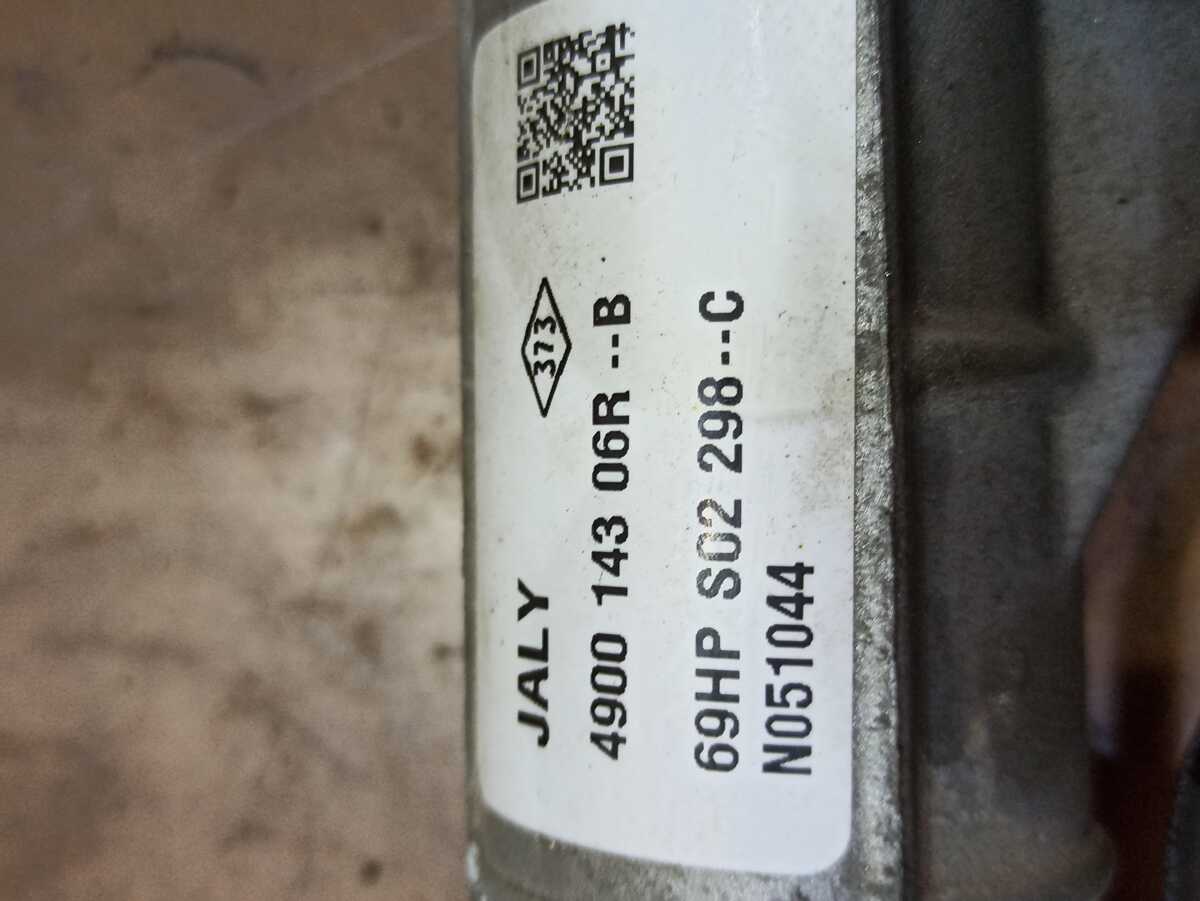 JALY 373
4900 143 06R --B
69HP S02 298--C
N051044